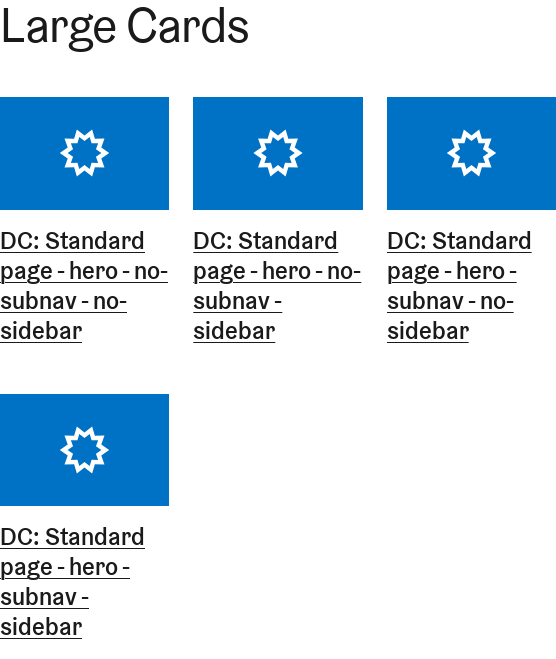 Large Cards
DC: Standard
page - hero - no-
subnav - no-
sidebar
DC: Standard
page - hero - no-
subnav -
sidebar
DC: Standard
page - hero -
subnav - no-
sidebar
DC: Standard
page - hero -
subnav -
sidebar